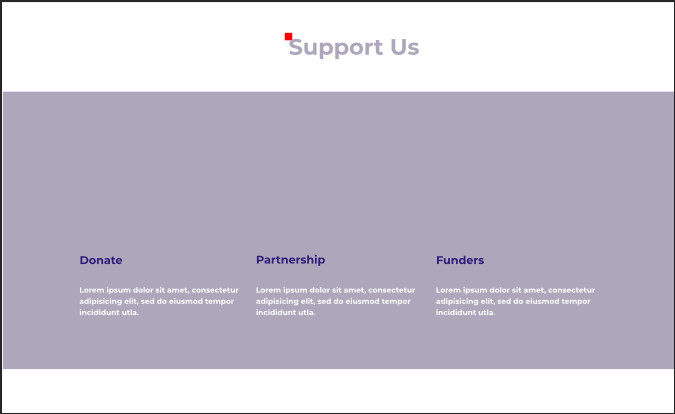 Support Us
Donate
Lorem ipsum dolor sit amet, consectetur
adipisicing elit, sed do eiusmod tempor
incididunt utla.
Partnership
Lorem ipsum dolor sit amet, consectetur
adipisicing elit, sed do eiusmod tempor
incididunt utla.
Funders
Lorem ipsum dolor sit amet, consectetur
adipisicing elit, sed do eiusmod tempor
incididunt utla.